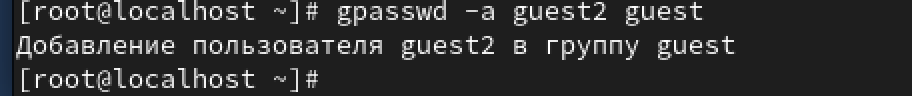 [root@localhost ~]# gpasswd -a guest2 guest
Добавление пользователя guest2 в группу guest
[root@localhost ~]#